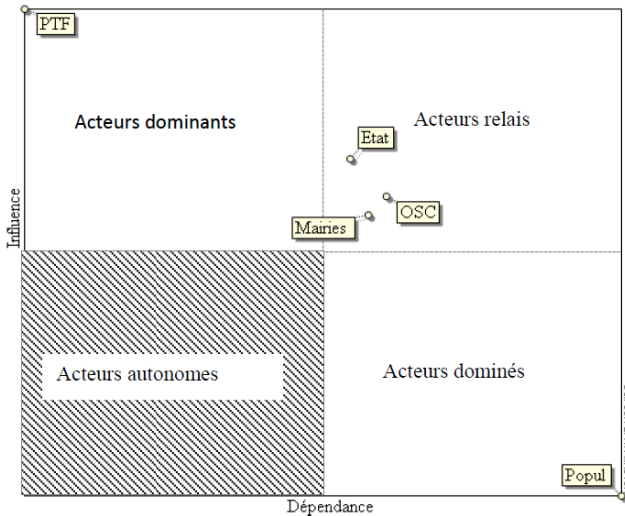 PTF
Acteurs dominants
Acteurs relais
Etat
OSC
Mairies
Influence
Acteurs autonomes
Acteurs dominés
Popul
Dépendance